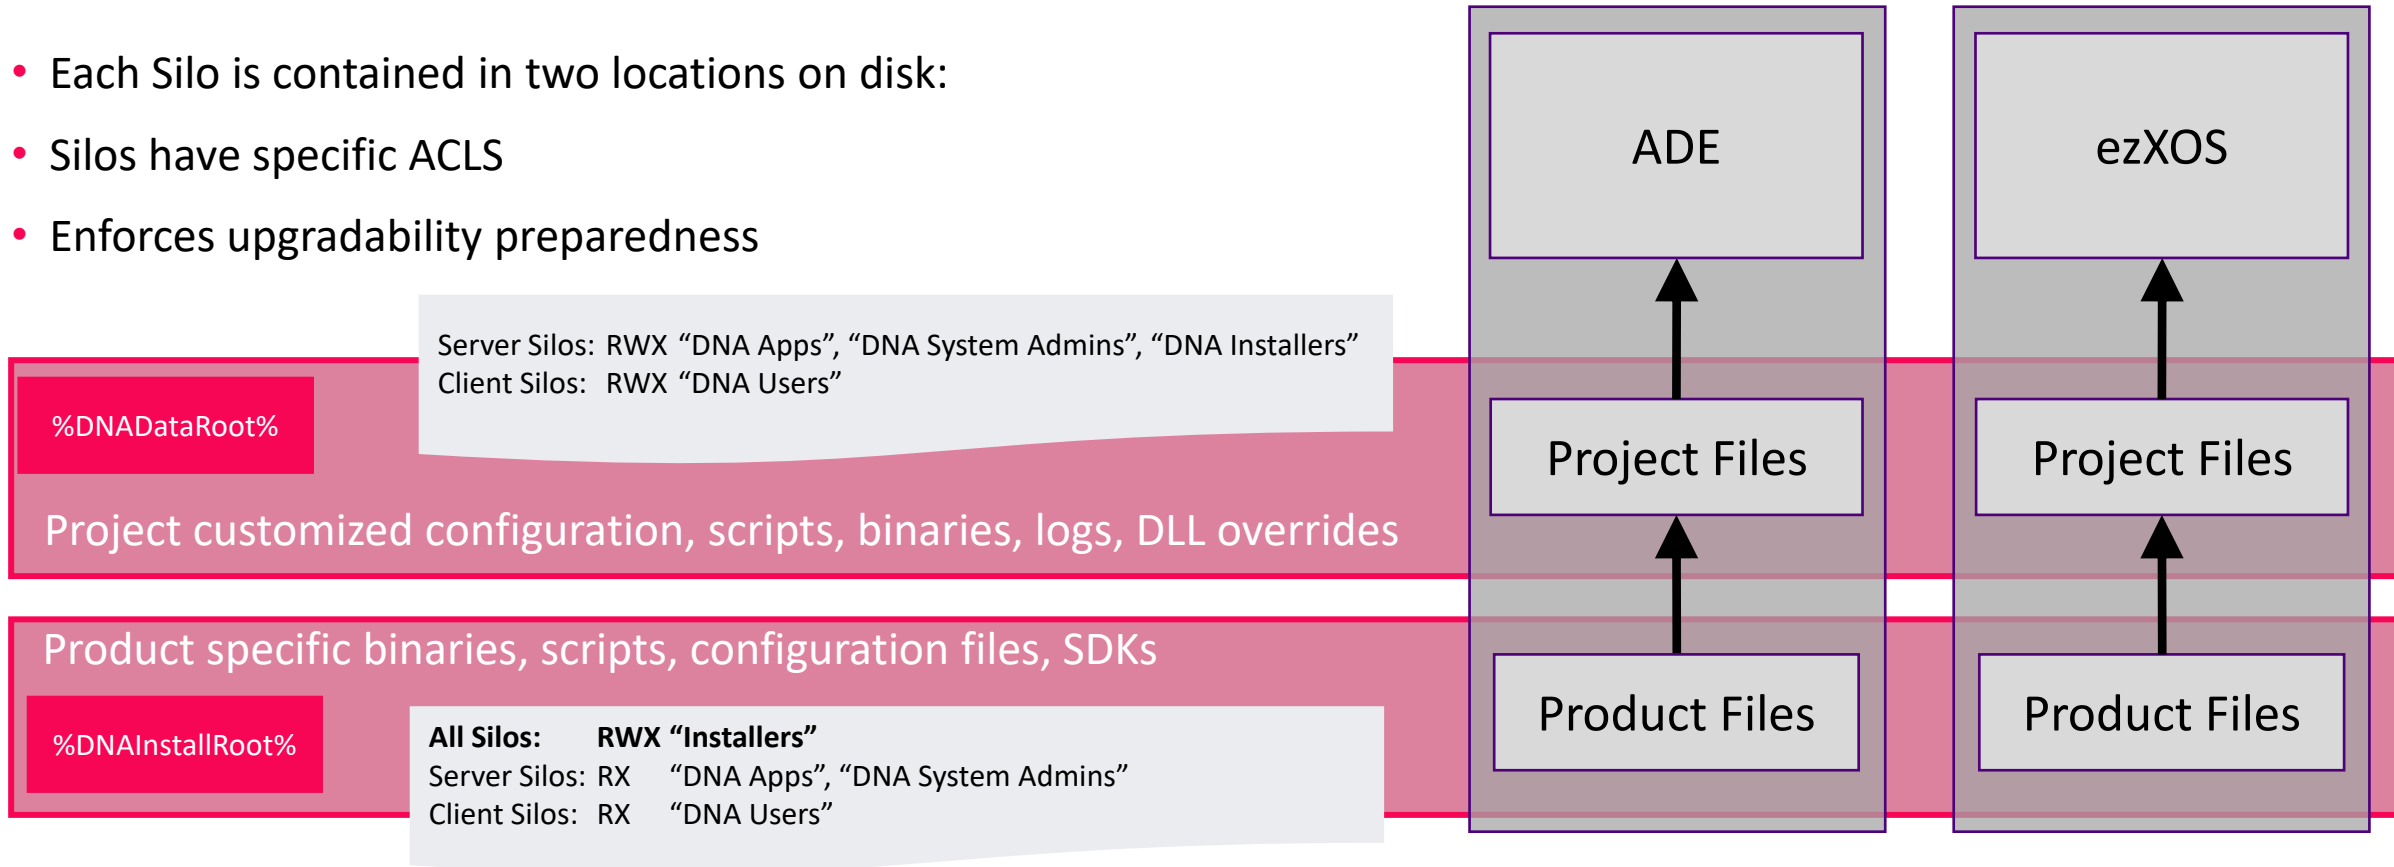 • Each Silo is contained in two locations on disk:
• Silos have specific ACLS
• Enforces upgradability preparedness
Server Silos: RWX “DNA Apps”, “DNA System Admins”, “DNA Installers”
Client Silos: RWX “DNA Users”
%DNADataRoot%
Project customized configuration, scripts, binaries, logs, DLL overrides
Product specific binaries, scripts, configuration files, SDKs
%DNAInstallRoot%
All Silos: RWX “Installers”
Server Silos: RX “DNA Apps”, “DNA System Admins”
Client Silos: RX “DNA Users”
ADE
Project Files
Product Files
ezXOS
Project Files
Product Files